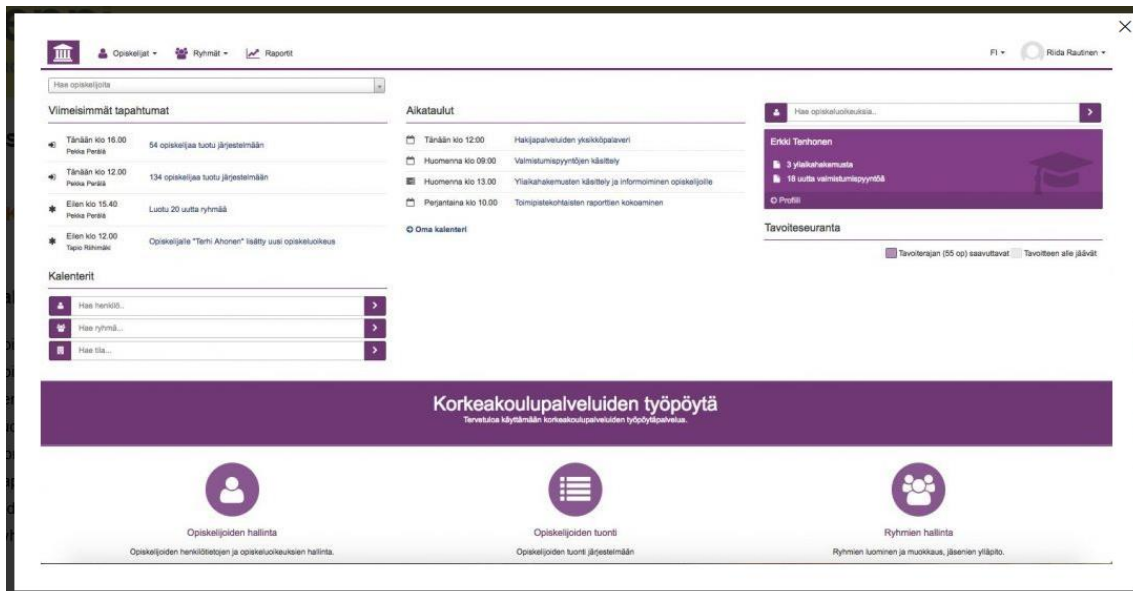 Opiskelijat
Ryhmät
Raportit
FI
Riida Rautinen
Hae opiskelijoita
Viimeisimmät tapahtumat
Tänään klo 16.00
Pekka Perälä
54 opiskelijaa tuotu järjestelmään
Tänään klo 12.00
Pekka Perälä
134 opiskelijaa tuotu järjestelmään
Eilen klo 15.40
Pekka Perälä
Luotu 20 uutta ryhmää
Eilen klo 12.00
Tapio Riihimäki
Opiskelijalle "Terhi Ahonen" lisätty uusi opiskeluoikeus
Kalenterit
Hae henkilö..
Hae ryhmä...
Hae tila...
Aikataulut
Tänään klo 12:00
Hakijapalveluiden yksikköpalaveri
Huomenna klo 09:00
Valmistumispyyntöjen käsittely
Huomenna klo 13.00
Yliaikahakemusten käsittely ja informoiminen opiskelijoille
Perjantaina klo 10.00
Toimipistekohtaisten raporttien kokoaminen
Oma kalenteri
Hae opiskeluoikeuksia..
Erkki Tenhonen
3 yliaikahakemusta
18 uutta valmistumispyyntöä
Profiili
Tavoiteseuranta
Tavoiterajan (55 op) saavuttavat
Tavoitteen alle jäävät
Korkeakoulupalveluiden työpöytä
Tervetuloa käyttämään korkeakoulupalveluiden työpöytäpalvelua.
Opiskelijoiden hallinta
Opiskelijoiden henkilötietojen ja opiskeluoikeuksien hallinta.
Opiskelijoiden tuonti
Opiskelijoiden tuonti järjestelmään
Ryhmien hallinta
Ryhmien luominen ja muokkaus, jäsenien ylläpito.